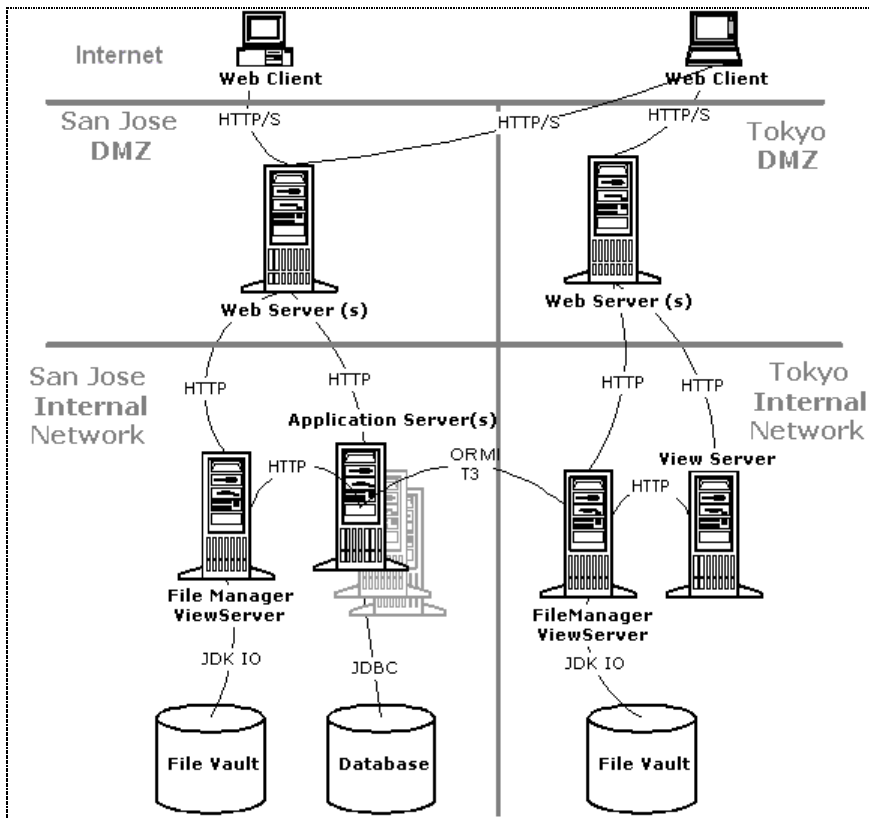 Internet
Web Client
Web Client
HTTP/S
HTTP/S
HTTP/S
San Jose
DMZ
Tokyo
DMZ
Web Server (s)
Web Server (s)
San Jose
Internal
Network
Tokyo
Internal
Network
HTTP
HTTP
HTTP
HTTP
Application Server(s)
View Server
HTTP
ORMI
T3
HTTP
File Manager
ViewServer
FileManager
ViewServer
JDK IO
JDBC
JDK IO
File Vault
Database
File Vault